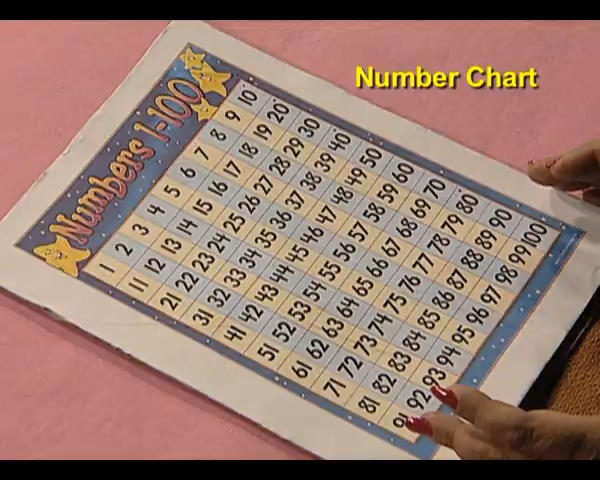 Number Chart
Numbers 1-100
1 2 3 4 5 6 7 8 9 10
11 12 13 14 15 16 17 18 19 20
21 22 23 24 25 26 27 28 29 30
31 32 33 34 35 36 37 38 39 40
41 42 43 44 45 46 47 48 49 50
51 52 53 54 55 56 57 58 59 60
61 62 63 64 65 66 67 68 69 70
71 72 73 74 75 76 77 78 79 80
81 82 83 84 85 86 87 88 89 90
91 92 93 94 95 96 97 98 99 100